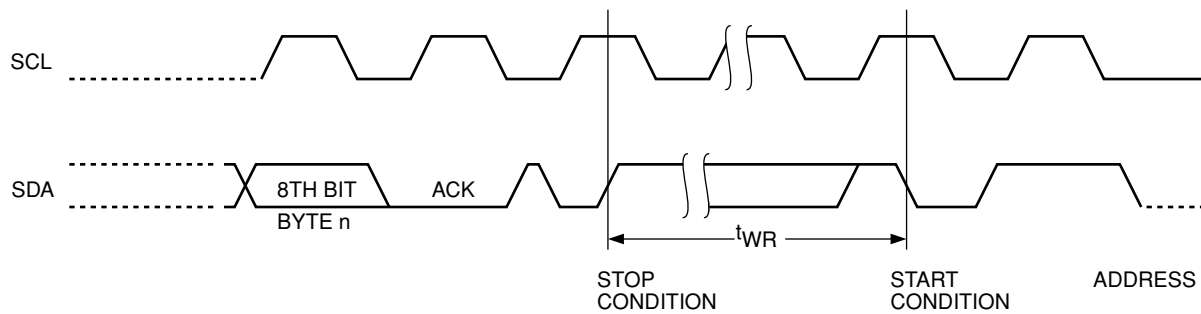 SCL
SDA
8TH BIT
ACK
BYTE n
tWR
STOP
CONDITION
START
CONDITION
ADDRESS